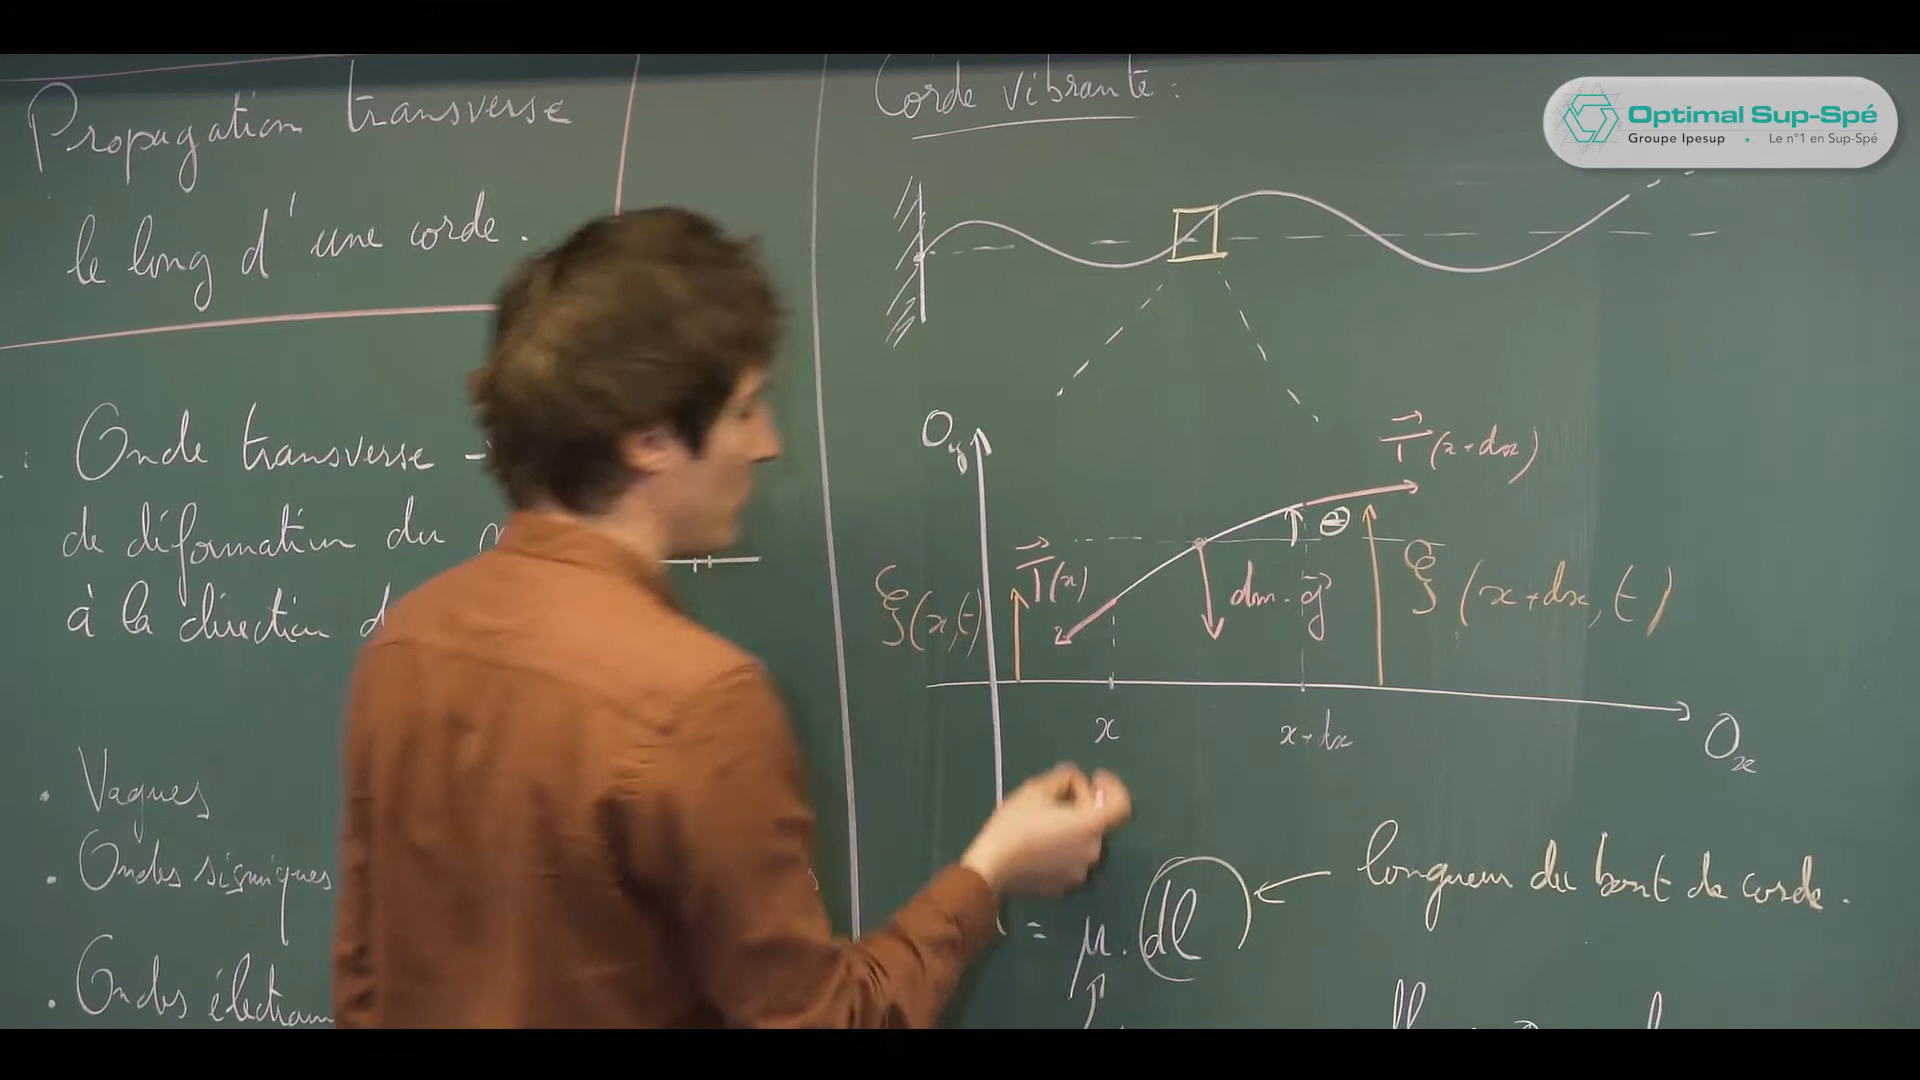 Propagation transverse
le long d'une corde.
: Onde transverse
de déformation du
à la direction d
• Vagues
• Ondes sismiques
• Ondes électrom
Corde vibrante :
Oy
T(x+dx)
T(x)
θ
ξ(x,t)
dm.g
ξ(x+dx,t)
x
x+dx
Ox
= μ.dl ← longueur du bout de corde.
Optimal Sup-Spé
Groupe Ipesup • Le n°1 en Sup-Spé